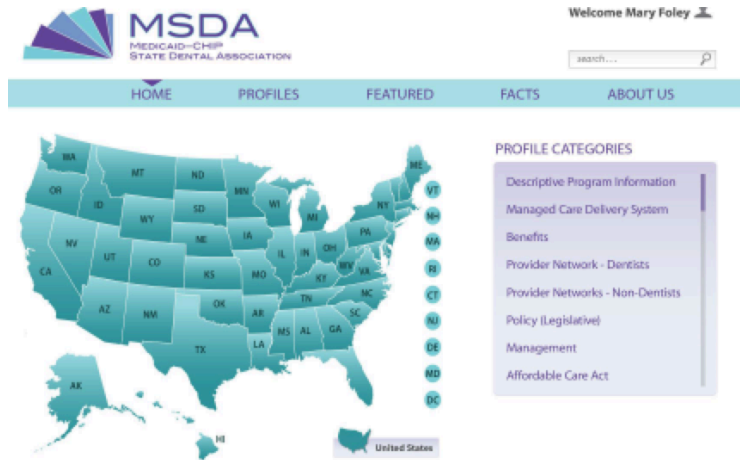 MSDA
MEDICAID–CHIP
STATE DENTAL ASSOCIATION
Welcome Mary Foley
search...
HOME PROFILES FEATURED FACTS ABOUT US
PROFILE CATEGORIES
Descriptive Program Information
Managed Care Delivery System
Benefits
Provider Network - Dentists
Provider Networks - Non-Dentists
Policy (Legislative)
Management
Affordable Care Act
WA
MT
ND
MN
ME
OR
ID
WY
SD
WI
MI
NY
VT
NH
NV
UT
CO
NE
IA
IL
IN
OH
PA
MA
CA
KS
MO
KY
WV
VA
RI
AZ
NM
OK
AR
TN
NC
CT
TX
LA
MS
AL
GA
SC
NJ
DE
MD
DC
AK
HI
United States